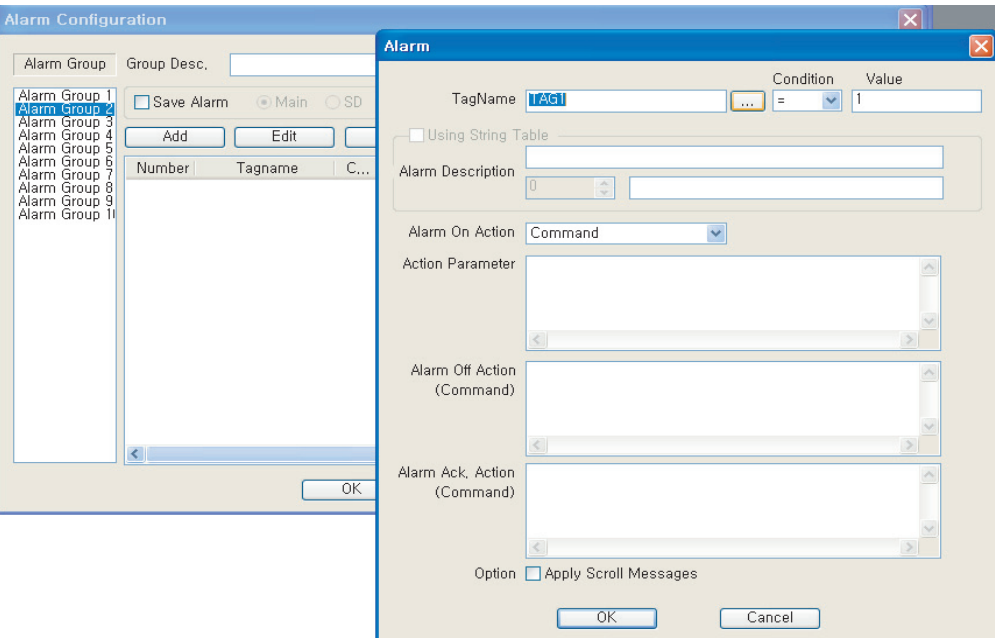 Alarm Configuration
Alarm Group
Group Desc,
Alarm Group 1
Alarm Group 2
Alarm Group 3
Alarm Group 4
Alarm Group 5
Alarm Group 6
Alarm Group 7
Alarm Group 8
Alarm Group 9
Save Alarm
Main
SD
Add
Edit
Number
Tagname
C...
OK
Alarm
Condition
Value
TagName
TAG1
...
=
1
Using String Table
Alarm Description
0
Alarm On Action
Command
Action Parameter
Alarm Off Action
(Command)
Alarm Ack, Action
(Command)
Option
Apply Scroll Messages
OK
Cancel